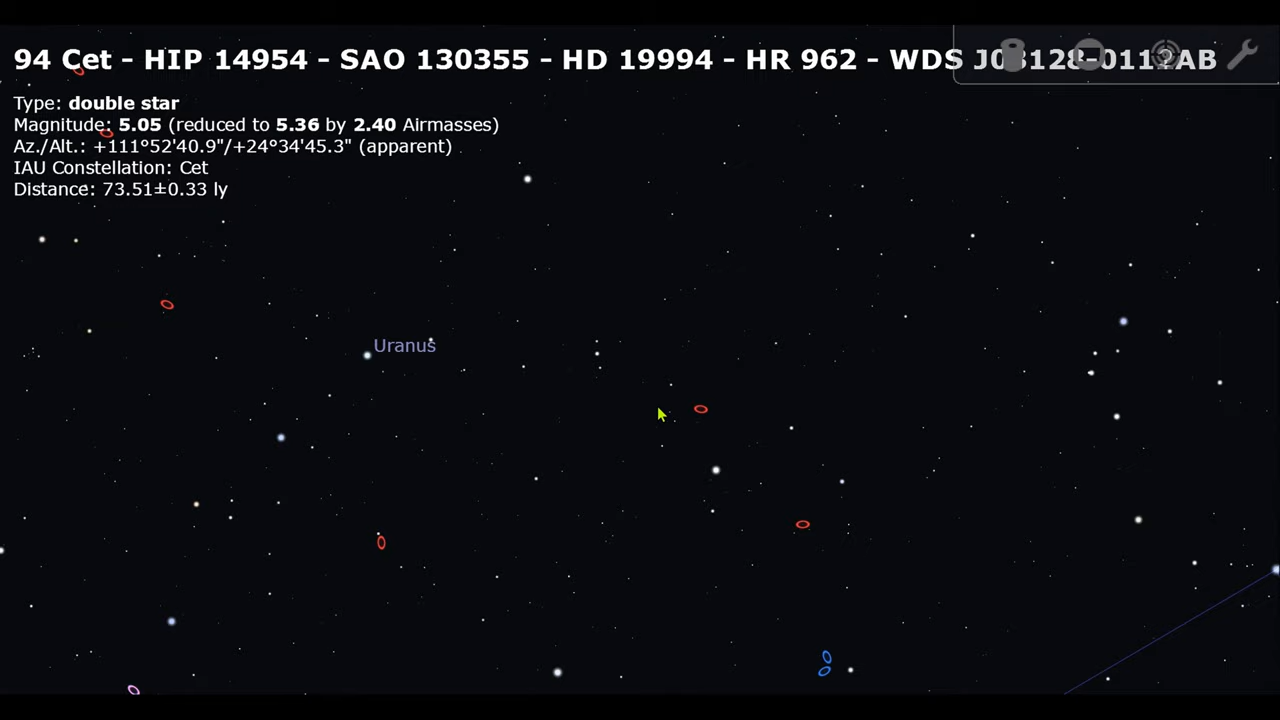 94 Cet - HIP 14954 - SAO 130355 - HD 19994 - HR 962 - WDS J03128-0112AB
Type: double star
Magnitude: 5.05 (reduced to 5.36 by 2.40 Airmasses)
Az./Alt.: +111°52'40.9"/+24°34'45.3" (apparent)
IAU Constellation: Cet
Distance: 73.51±0.33 ly
Uranus